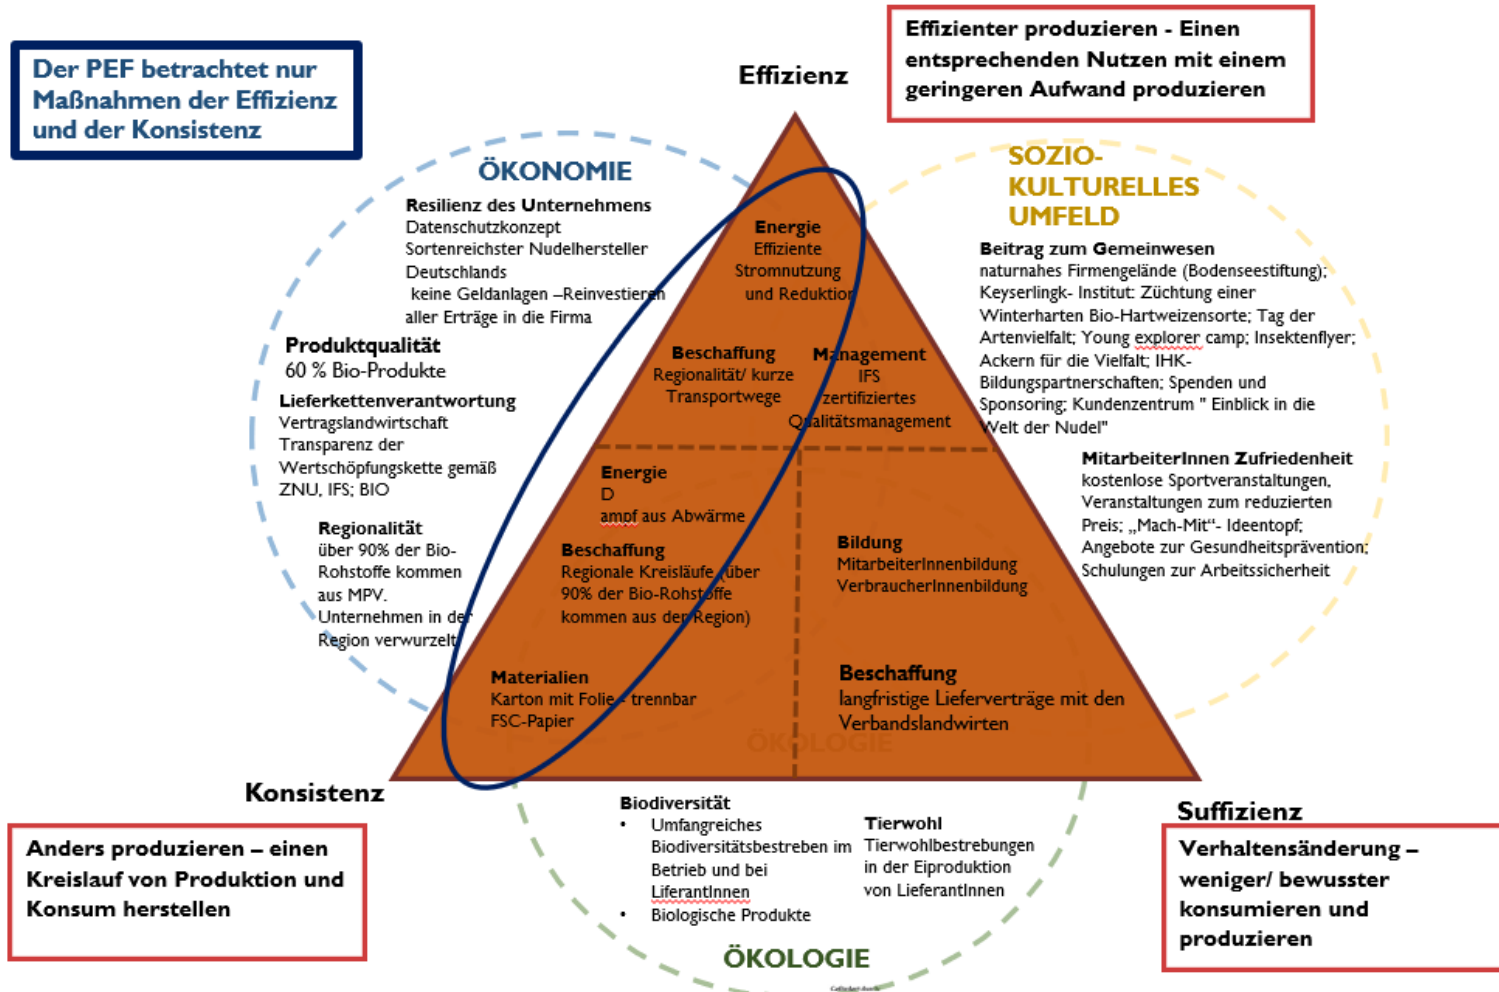 Der PEF betrachtet nur
Maßnahmen der Effizienz
und der Konsistenz
Effizienz
Effizienter produzieren - Einen
entsprechenden Nutzen mit einem
geringeren Aufwand produzieren
ÖKONOMIE
Resilienz des Unternehmens
Datenschutzkonzept
Sortenreichster Nudelhersteller
Deutschlands
keine Geldanlagen –Reinvestieren
aller Erträge in die Firma
Produktqualität
60 % Bio-Produkte
Lieferkettenverantwortung
Vertragslandwirtschaft
Transparenz der
Wertschöpfungskette gemäß
ZNU, IFS; BIO
Regionalität
über 90% der Bio-
Rohstoffe kommen
aus MPV.
Unternehmen in der
Region verwurzelt
SOZIO-
KULTURELLES
UMFELD
Beitrag zum Gemeinwesen
naturnahes Firmengelände (Bodenseestiftung);
Keyserlingk- Institut: Züchtung einer
Winterharten Bio-Hartweizensorte; Tag der
Artenvielfalt; Young explorer camp; Insektenflyer;
Ackern für die Vielfalt; IHK-
Bildungspartnerschaften; Spenden und
Sponsoring; Kundenzentrum " Einblick in die
Welt der Nudel"
MitarbeiterInnen Zufriedenheit
kostenlose Sportveranstaltungen,
Veranstaltungen zum reduzierten
Preis; „Mach-Mit“- Ideentopf;
Angebote zur Gesundheitsprävention;
Schulungen zur Arbeitssicherheit
Energie
Effiziente
Stromnutzung
und Reduktion
Beschaffung
Regionalität/ kurze
Transportwege
Management
IFS
zertifiziertes
Qualitätsmanagement
Energie
D
ampf aus Abwärme
Beschaffung
Regionale Kreisläufe (über
90% der Bio-Rohstoffe
kommen aus der Region)
Materialien
Karton mit Folie - trennbar
FSC-Papier
Bildung
MitarbeiterInnenbildung
VerbraucherInnenbildung
Beschaffung
langfristige Lieferverträge mit den
Verbandslandwirten
ÖKOLOGIE
Konsistenz
Anders produzieren – einen
Kreislauf von Produktion und
Konsum herstellen
Suffizienz
Verhaltensänderung –
weniger/ bewusster
konsumieren und
produzieren
Biodiversität
• Umfangreiches
Biodiversitätsbestreben im
Betrieb und bei
LiferantInnen
• Biologische Produkte
Tierwohl
Tierwohlbestrebungen
in der Eiproduktion
von LieferantInnen
ÖKOLOGIE